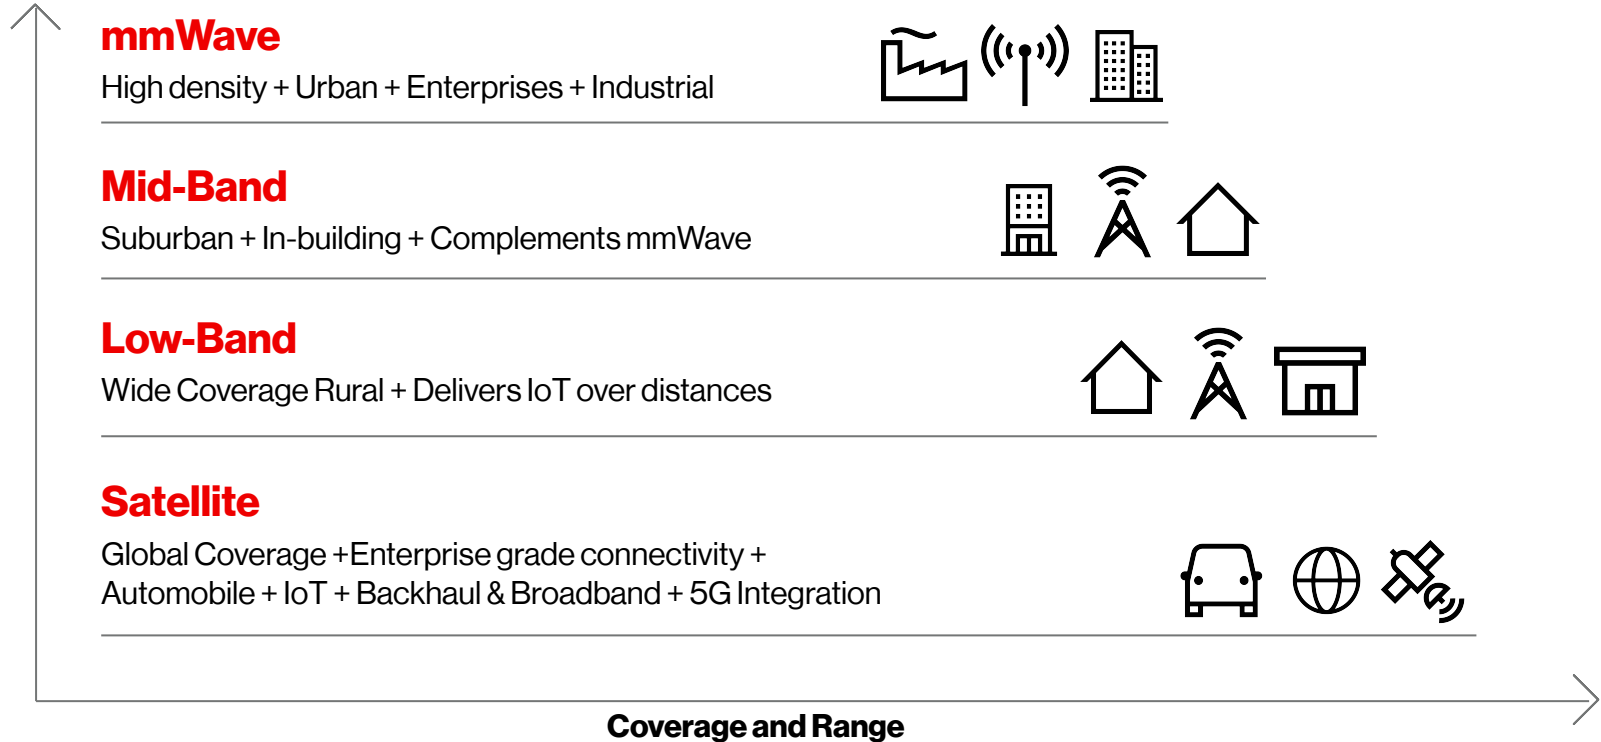 mmWave
High density + Urban + Enterprises + Industrial
Mid-Band
Suburban + In-building + Complements mmWave
Low-Band
Wide Coverage Rural + Delivers IoT over distances
Satellite
Global Coverage +Enterprise grade connectivity +
Automobile + IoT + Backhaul & Broadband + 5G Integration
Coverage and Range